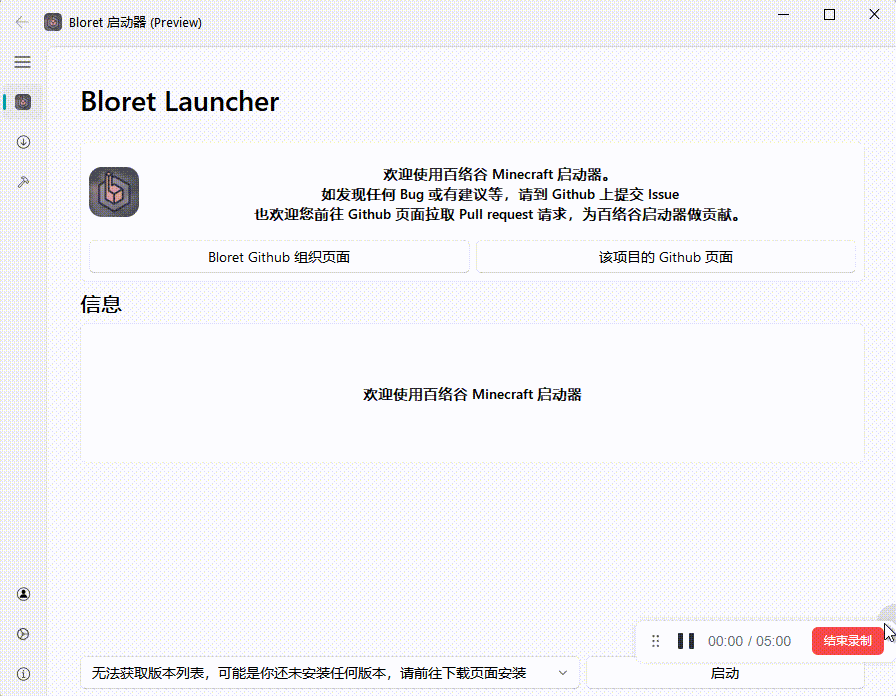 Bloret 启动器 (Preview)
Bloret Launcher
欢迎使用百络谷 Minecraft 启动器。
如发现任何 Bug 或有建议等，请到 Github 上提交 Issue
也欢迎您前往 Github 页面拉取 Pull request 请求，为百络谷启动器做贡献。
Bloret Github 组织页面
该项目的 Github 页面
信息
欢迎使用百络谷 Minecraft 启动器
00:00 / 05:00
结束录制
无法获取版本列表，可能是你还未安装任何版本，请前往下载页面安装
启动